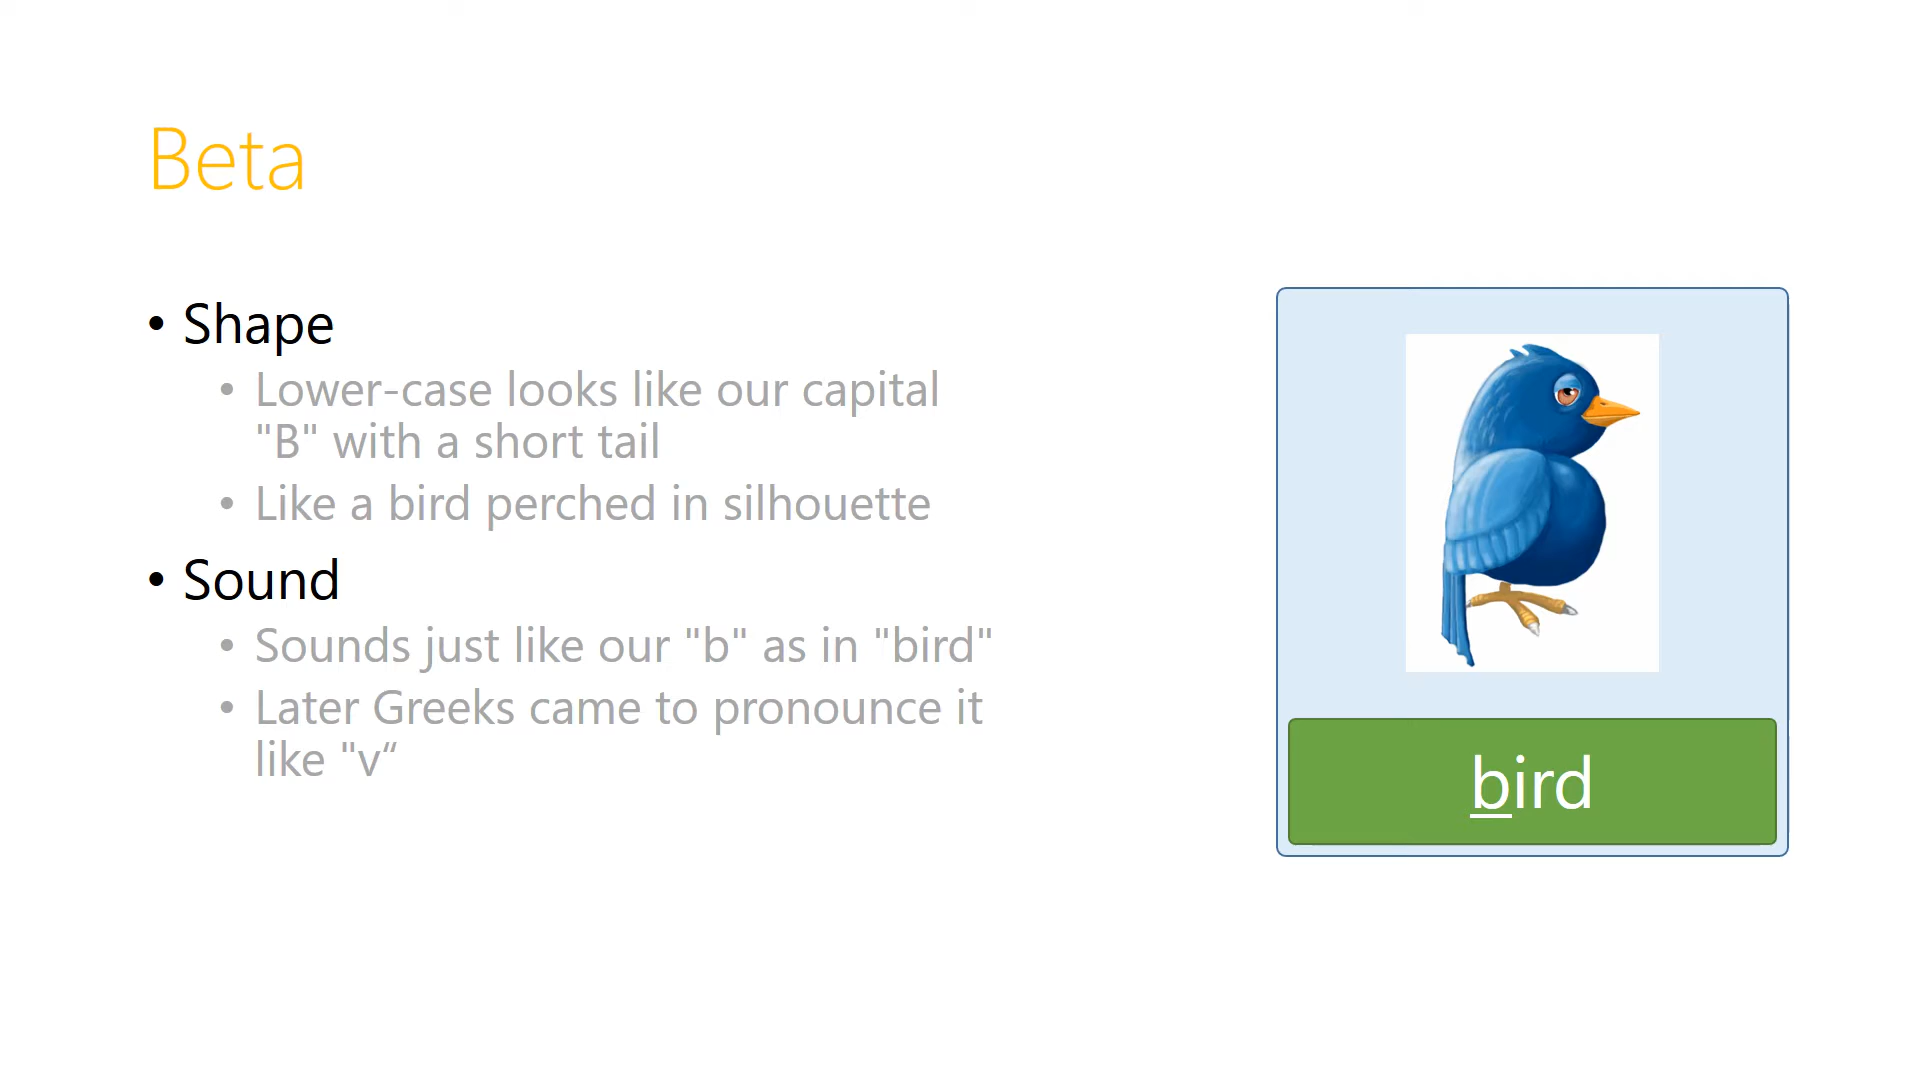 Beta
• Shape
• Lower-case looks like our capital
"B" with a short tail
• Like a bird perched in silhouette
• Sound
• Sounds just like our "b" as in "bird"
• Later Greeks came to pronounce it
like "v“
bird